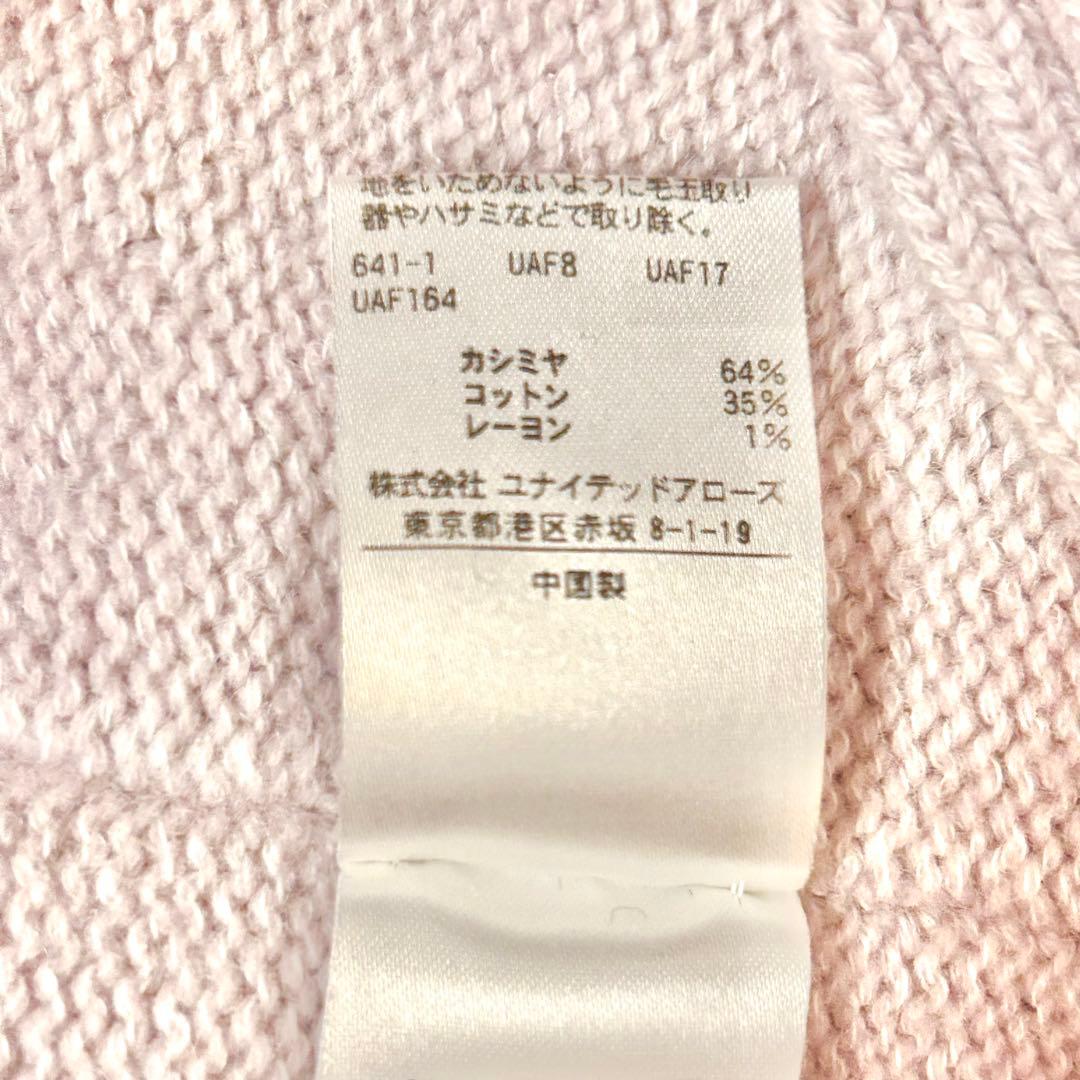 地をいためないように毛玉取り
器やハサミなどで取り除く。
641-1 UAF8 UAF17
UAF164
カシミヤ 64%
コットン 35%
レーヨン 1%
株式会社 ユナイテッドアローズ
東京都港区赤坂 8-1-19
中国製